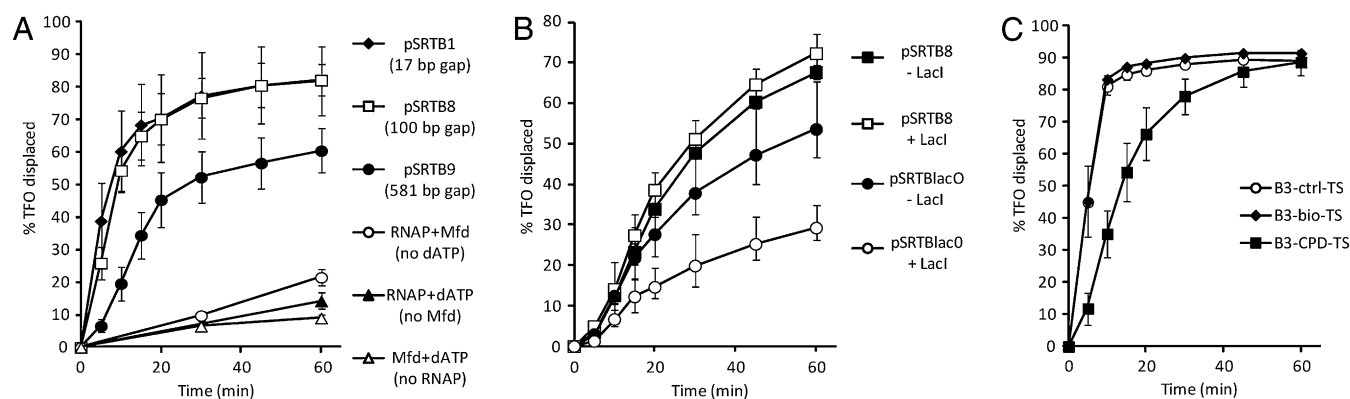 A
% TFO displaced
100
90
80
70
60
50
40
30
20
10
0
0 20 40 60
Time (min)
pSRTB1
(17 bp gap)
pSRTB8
(100 bp gap)
pSRTB9
(581 bp gap)
RNAP+Mfd
(no dATP)
RNAP+dATP
(no Mfd)
Mfd+dATP
(no RNAP)
B
% TFO displaced
80
70
60
50
40
30
20
10
0
0 20 40 60
Time (min)
pSRTB8
- LacI
pSRTB8
+ LacI
pSRTBlacO
- LacI
pSRTBlac0
+ LacI
C
% TFO displaced
100
90
80
70
60
50
40
30
20
10
0
0 20 40 60
Time (min)
B3-ctrl-TS
B3-bio-TS
B3-CPD-TS